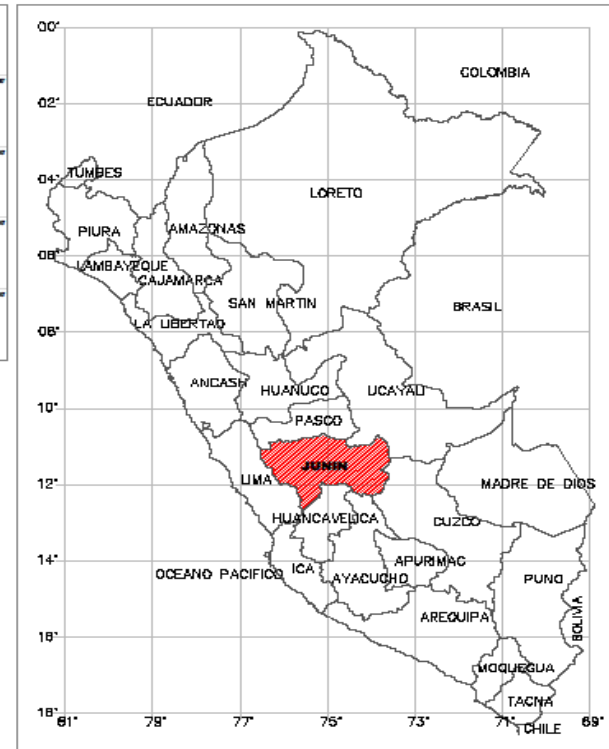 00°
COLOMBIA
ECUADOR
02°
TUMBES
04°
LORETO
PIURA
AMAZONAS
LAMBAYEQUE
06°
CAJAMARCA
SAN MARTIN
BRASIL
LA LIBERTAD
08°
ANCASH
HUANUCO
UCAYALI
10°
PASCO
JUNIN
LIMA
12°
MADRE DE DIOS
HUANCAVELICA
CUZCO
14°
OCEANO PACIFICO
ICA
AYACUCHO
APURIMAC
PUNO
AREQUIPA
BOLIVIA
16°
MOQUEGUA
TACNA
18°
CHILE
81°
79°
77°
75°
73°
71°
69°